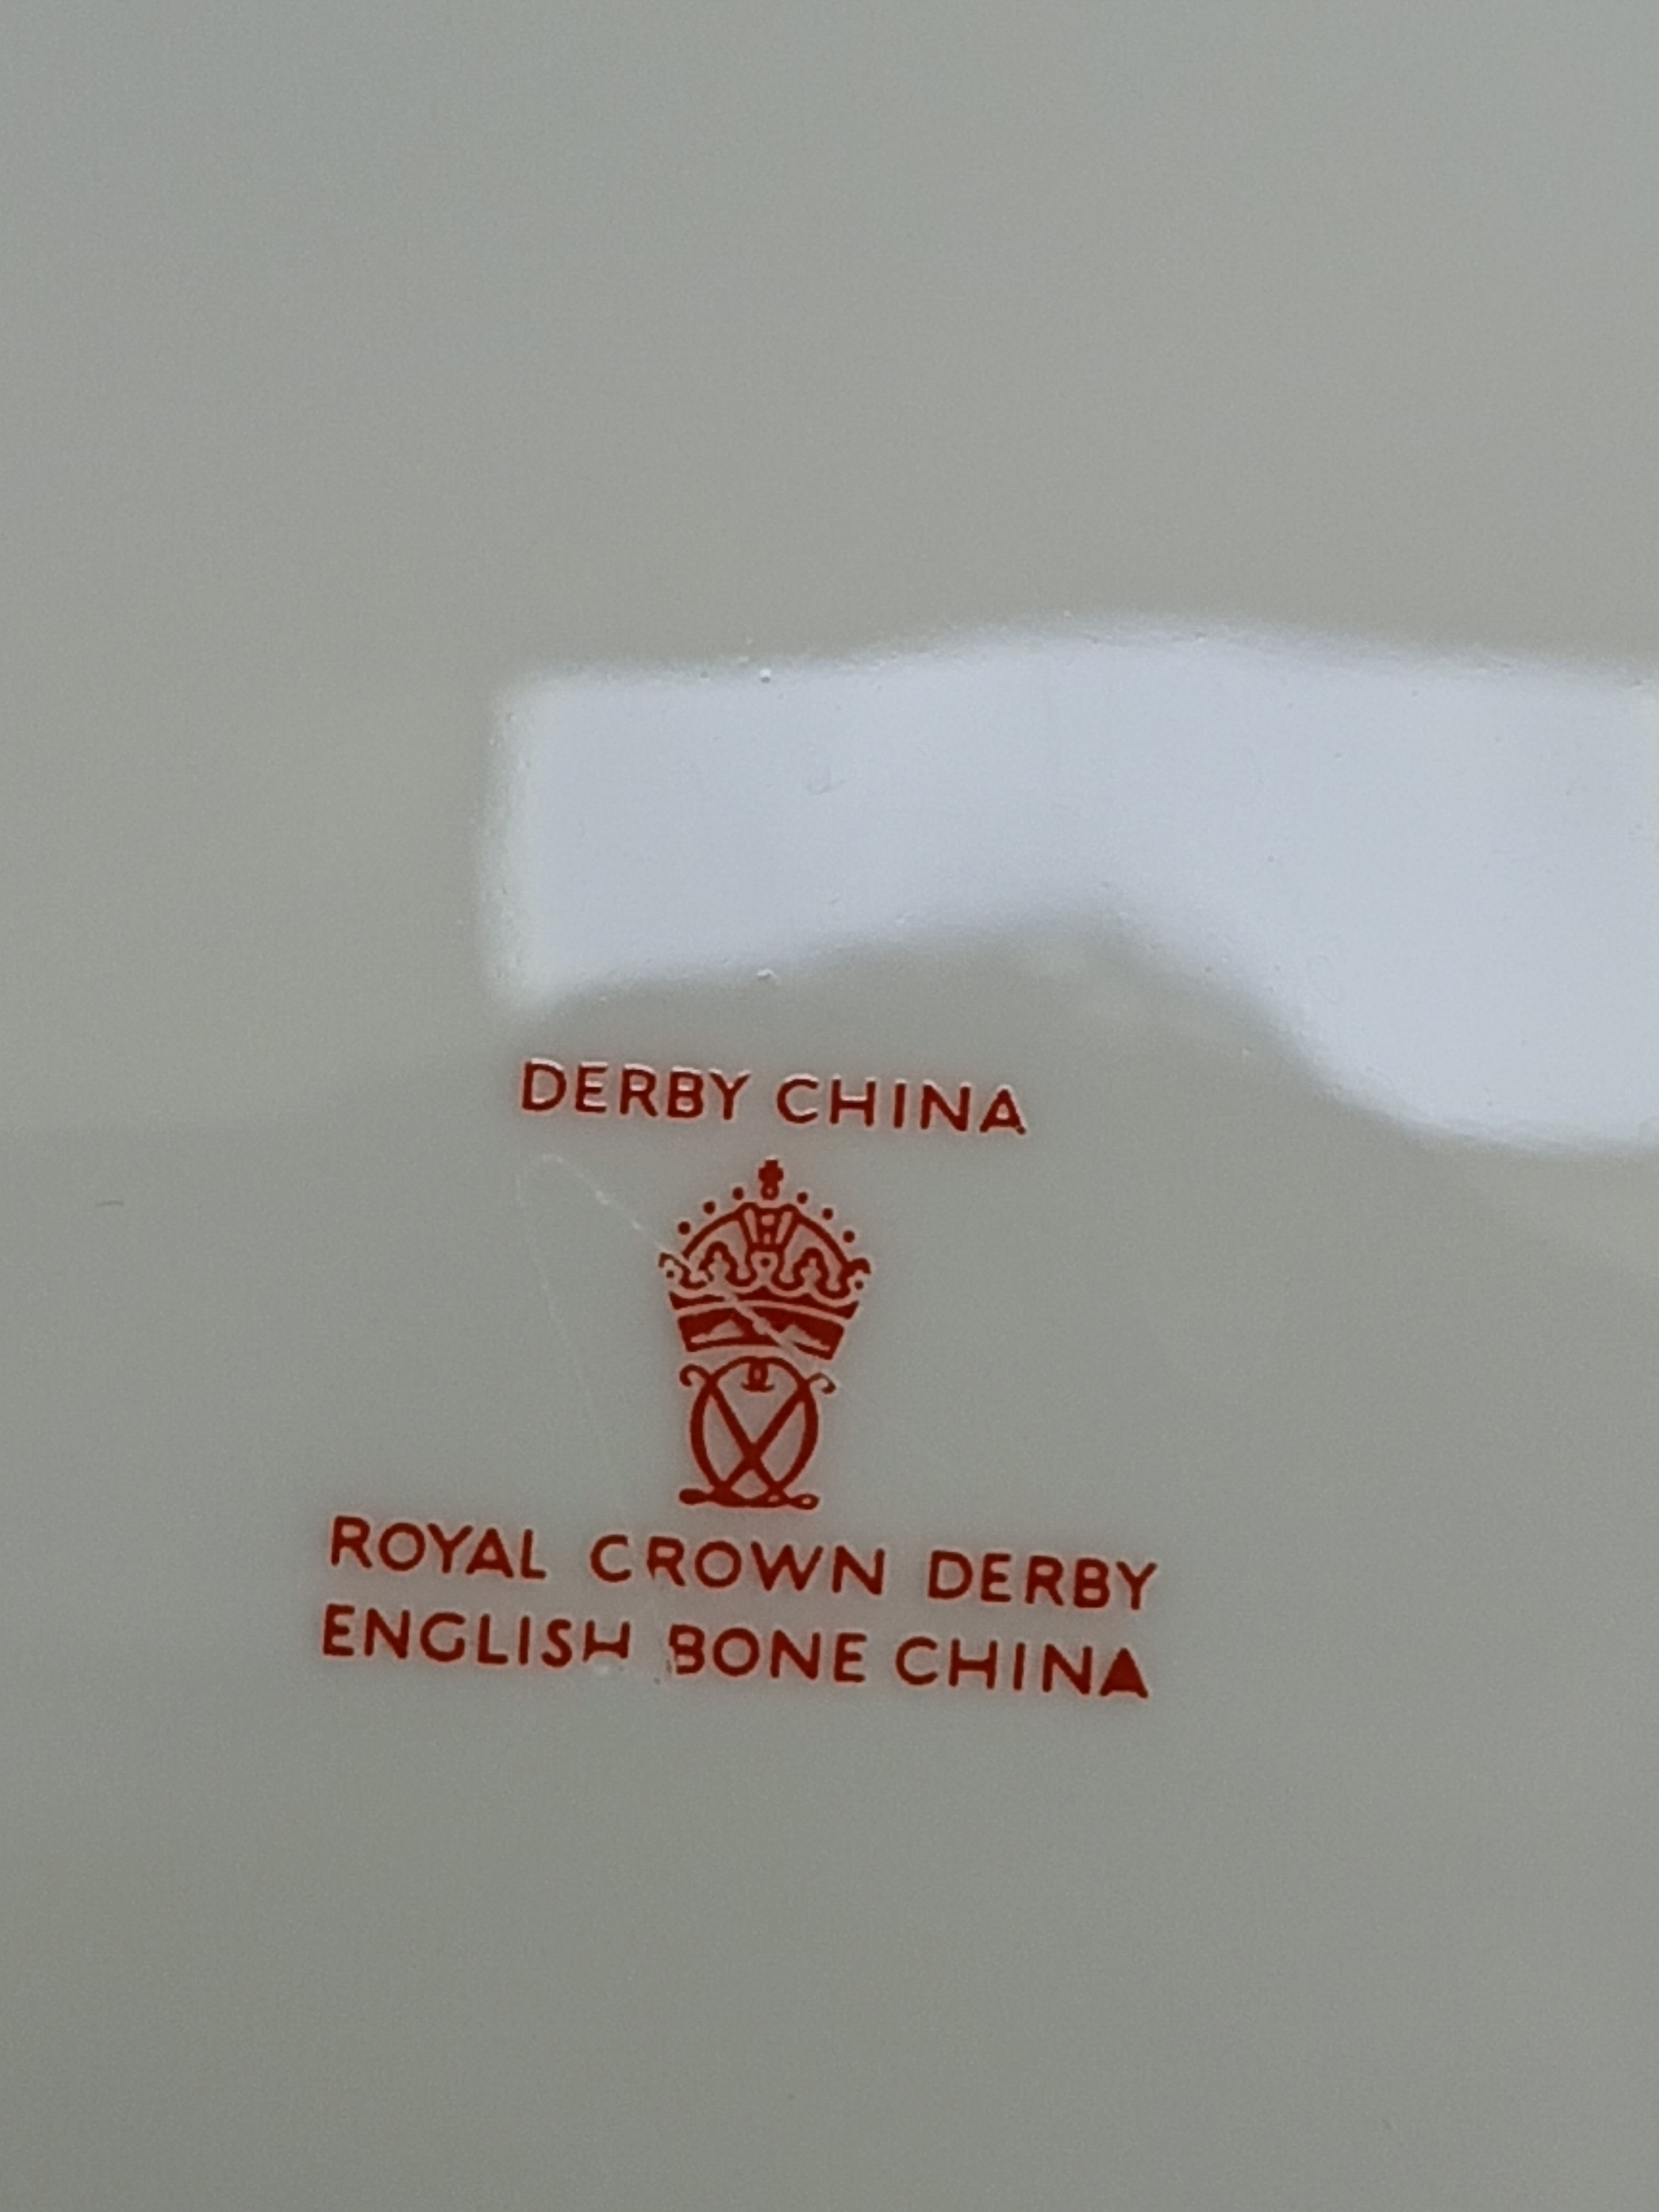 DERBY CHINA
ROYAL CROWN DERBY
ENGLISH BONE CHINA